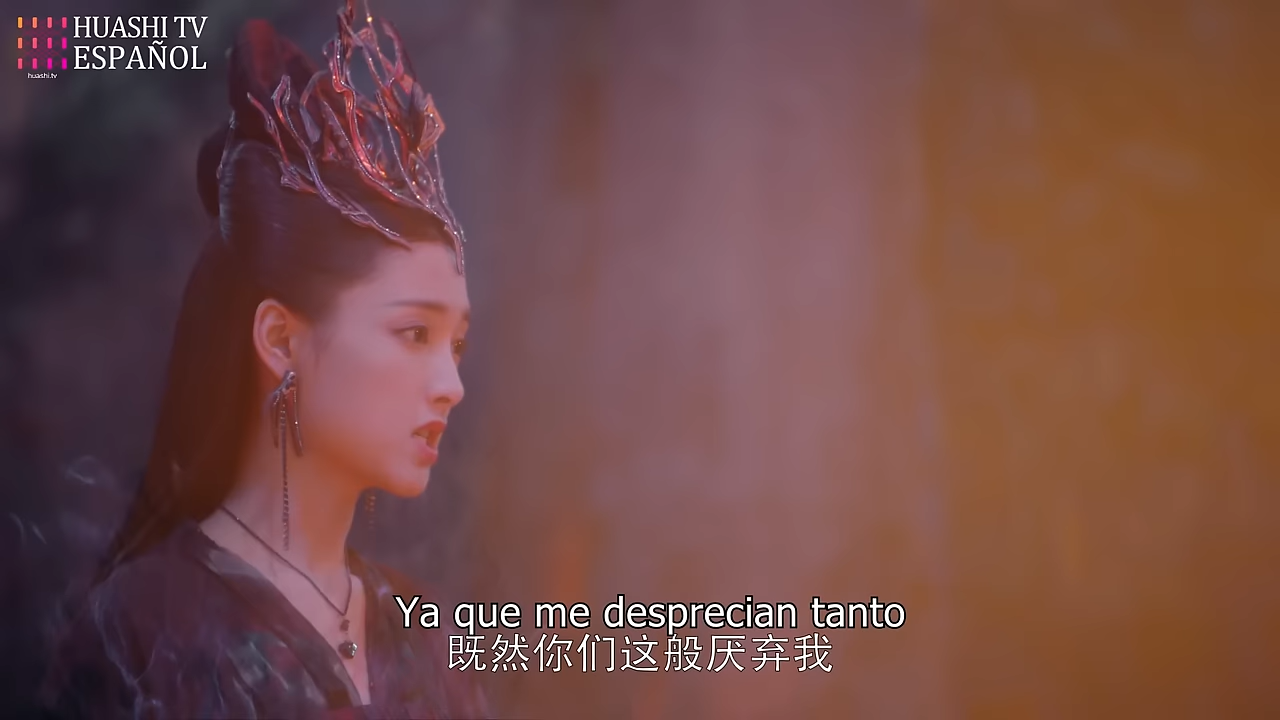 HUASHI TV
ESPAÑOL
huashi.tv
Ya que me desprecian tanto
既然你们这般厌弃我